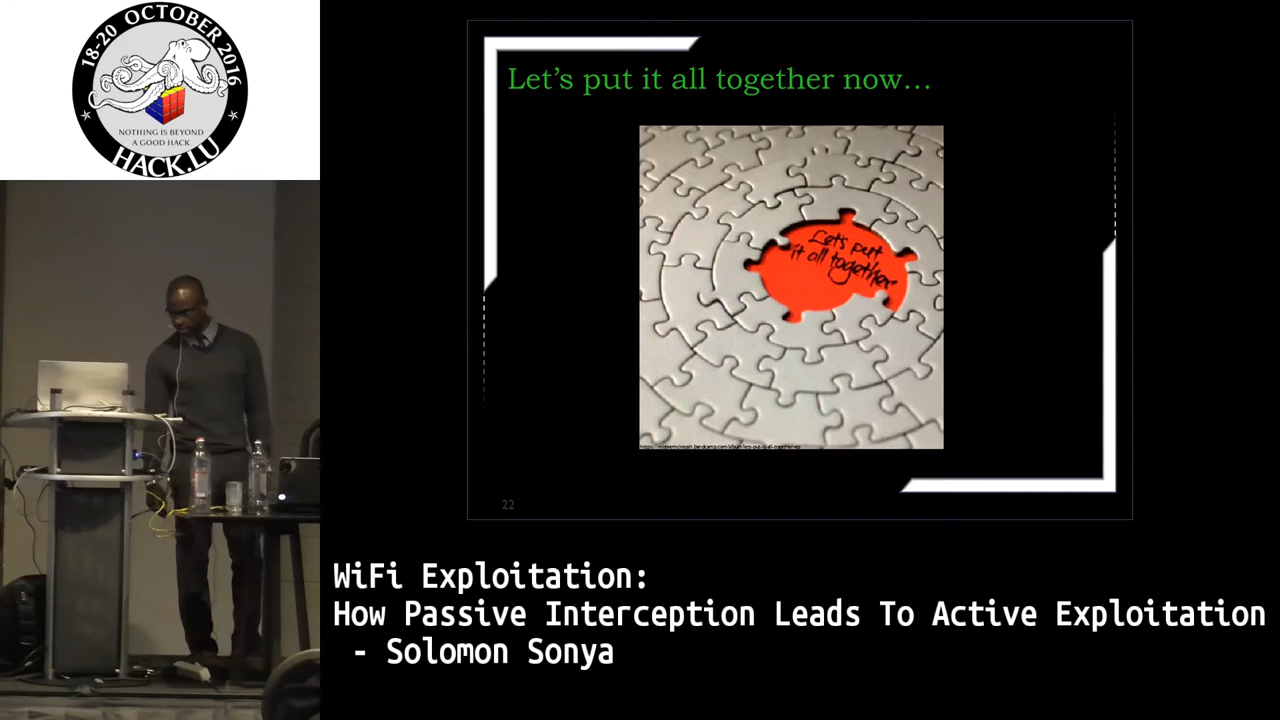 18-20 OCTOBER 2016
NOTHING IS BEYOND
A GOOD HACK
HACK.LU
Let's put it all together now...
Lets put
it all together
22
WiFi Exploitation:
How Passive Interception Leads To Active Exploitation
- Solomon Sonya